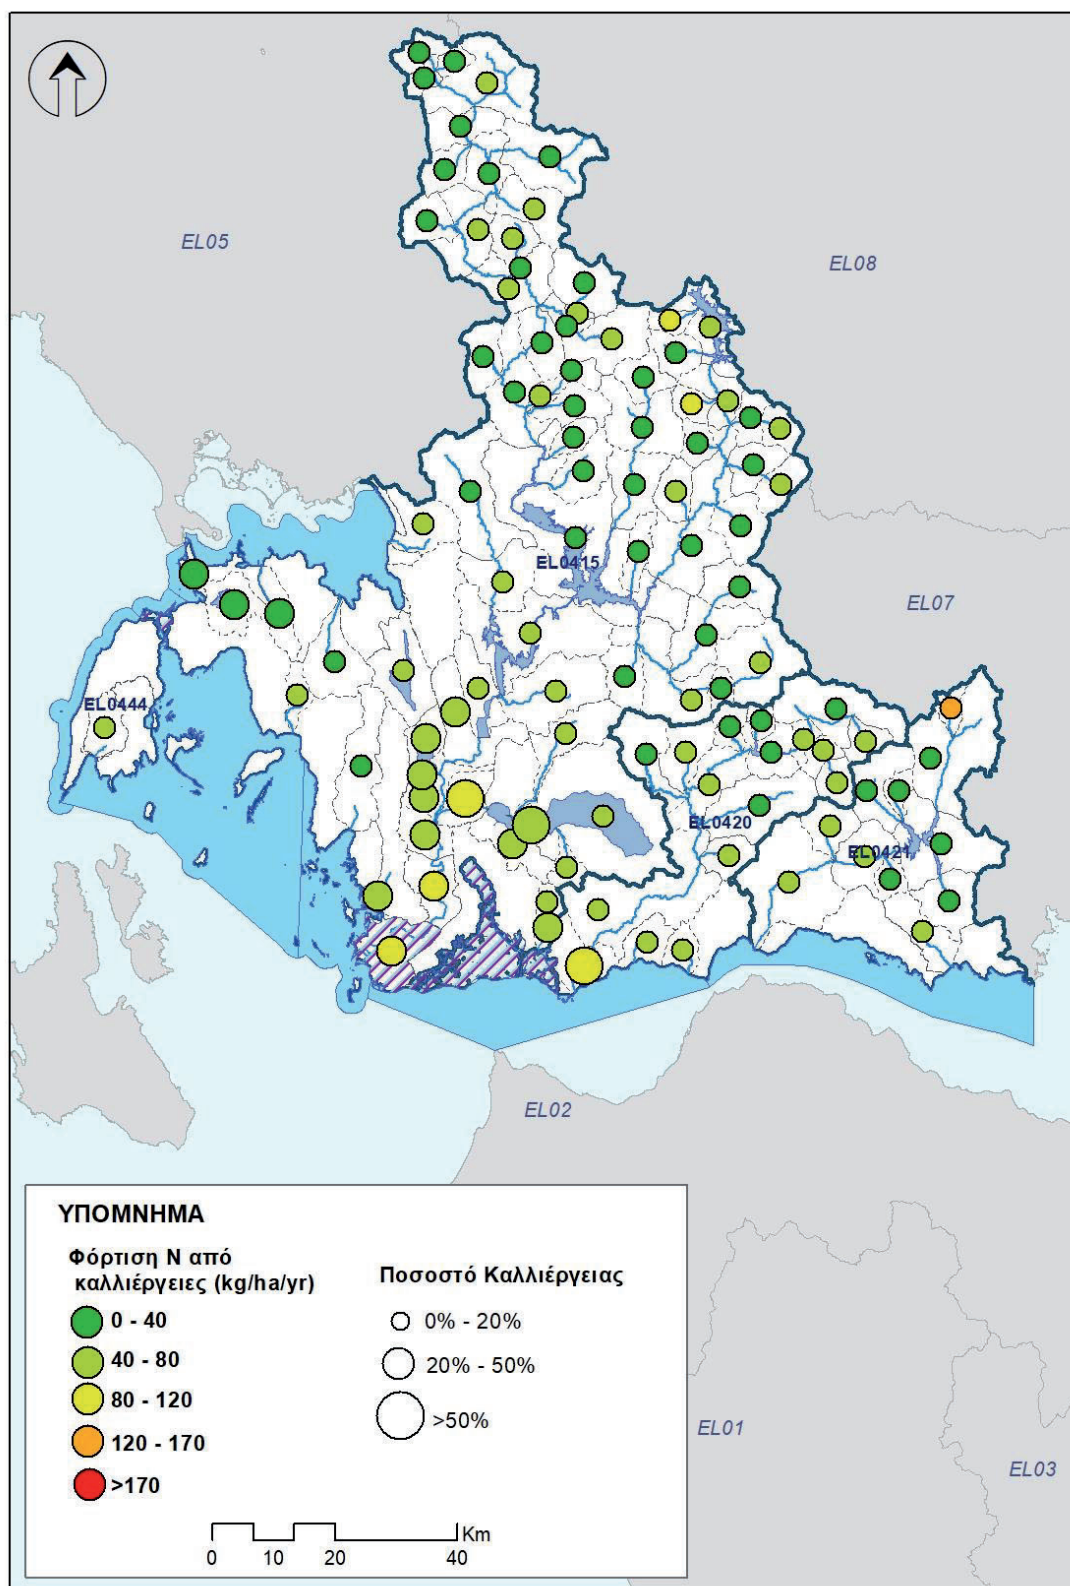 EL05
EL08
EL0415
EL07
EL0444
EL0420
EL0421
EL02
ΥΠΟΜΝΗΜΑ
Φόρτιση Ν από
καλλιέργειες (kg/ha/yr)
0 - 40
40 - 80
80 - 120
120 - 170
>170
Ποσοστό Καλλιέργειας
0% - 20%
20% - 50%
>50%
Km
0 10 20 40
EL01
EL03